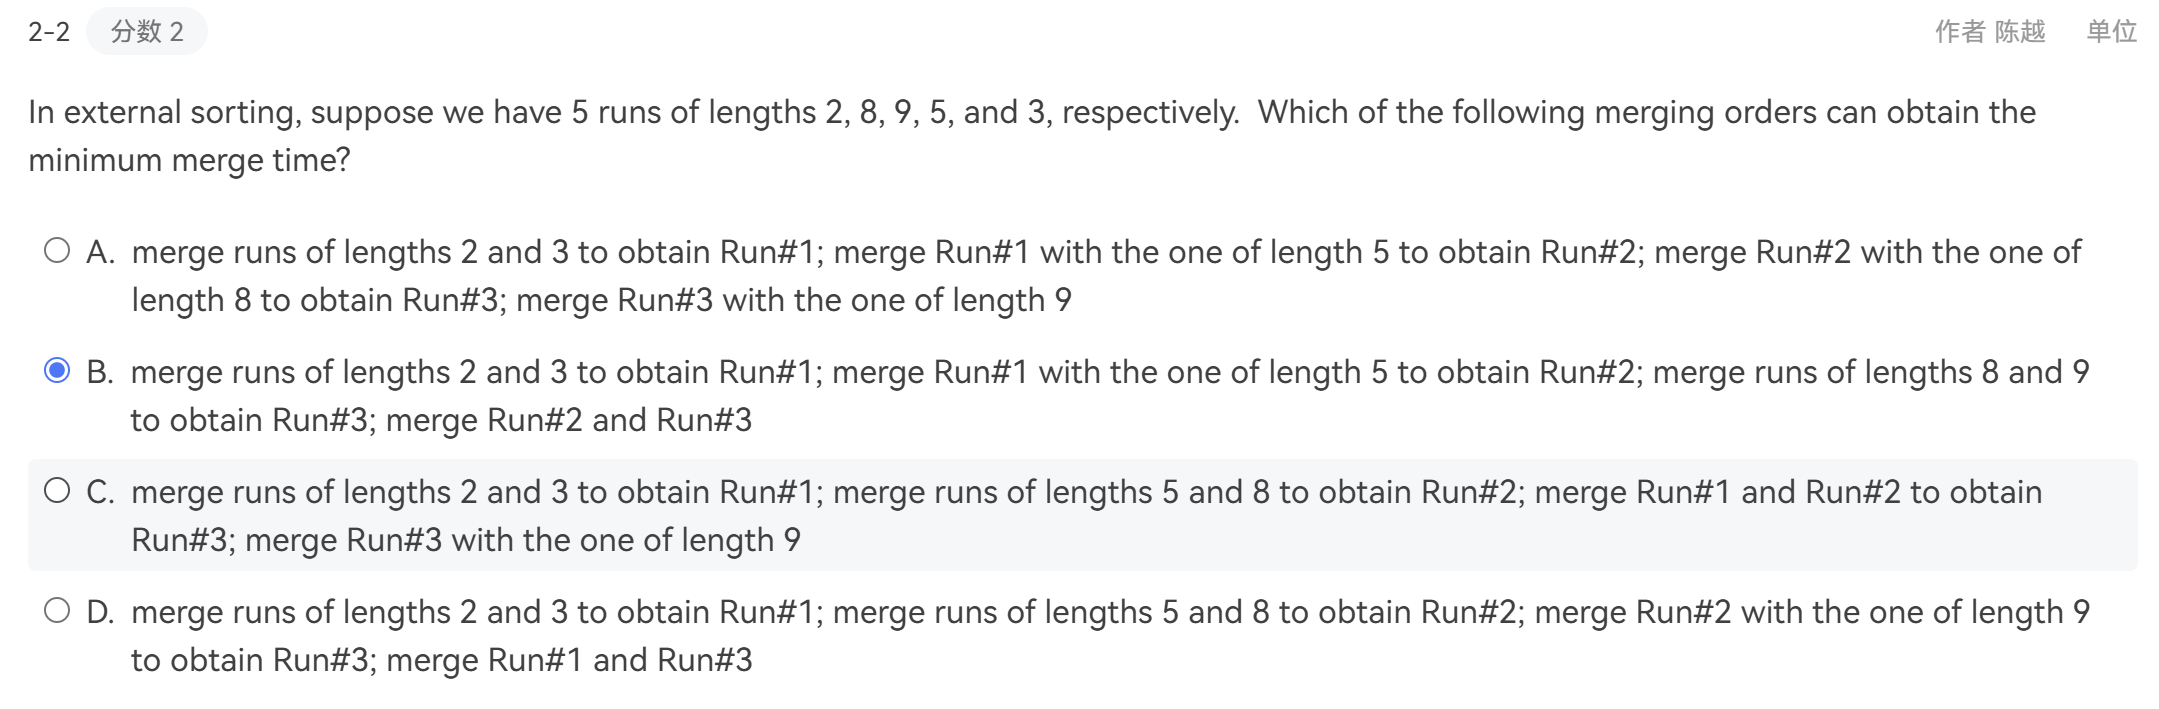 2-2 分数 2 作者 陈越 单位
In external sorting, suppose we have 5 runs of lengths 2, 8, 9, 5, and 3, respectively.  Which of the following merging orders can obtain the
minimum merge time?
A. merge runs of lengths 2 and 3 to obtain Run#1; merge Run#1 with the one of length 5 to obtain Run#2; merge Run#2 with the one of
length 8 to obtain Run#3; merge Run#3 with the one of length 9
B. merge runs of lengths 2 and 3 to obtain Run#1; merge Run#1 with the one of length 5 to obtain Run#2; merge runs of lengths 8 and 9
to obtain Run#3; merge Run#2 and Run#3
C. merge runs of lengths 2 and 3 to obtain Run#1; merge runs of lengths 5 and 8 to obtain Run#2; merge Run#1 and Run#2 to obtain
Run#3; merge Run#3 with the one of length 9
D. merge runs of lengths 2 and 3 to obtain Run#1; merge runs of lengths 5 and 8 to obtain Run#2; merge Run#2 with the one of length 9
to obtain Run#3; merge Run#1 and Run#3